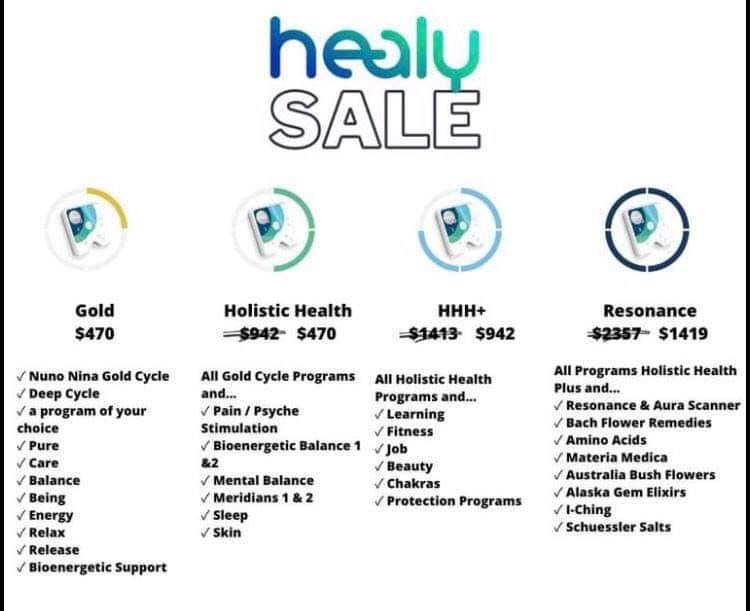 healy
SALE
Gold
$470
✓ Nuno Nina Gold Cycle
✓ Deep Cycle
✓ a program of your
choice
✓ Pure
✓ Care
✓ Balance
✓ Being
✓ Energy
✓ Relax
✓ Release
✓ Bioenergetic Support
Holistic Health
$942 $470
All Gold Cycle Programs
and...
✓ Pain / Psyche
Stimulation
✓ Bioenergetic Balance 1
&2
✓ Mental Balance
✓ Meridians 1 & 2
✓ Sleep
✓ Skin
HHH+
$1413 $942
All Holistic Health
Programs and...
✓ Learning
✓ Fitness
✓ Job
✓ Beauty
✓ Chakras
✓ Protection Programs
Resonance
$2357 $1419
All Programs Holistic Health
Plus and...
✓ Resonance & Aura Scanner
✓ Bach Flower Remedies
✓ Amino Acids
✓ Materia Medica
✓ Australia Bush Flowers
✓ Alaska Gem Elixirs
✓ I-Ching
✓ Schuessler Salts